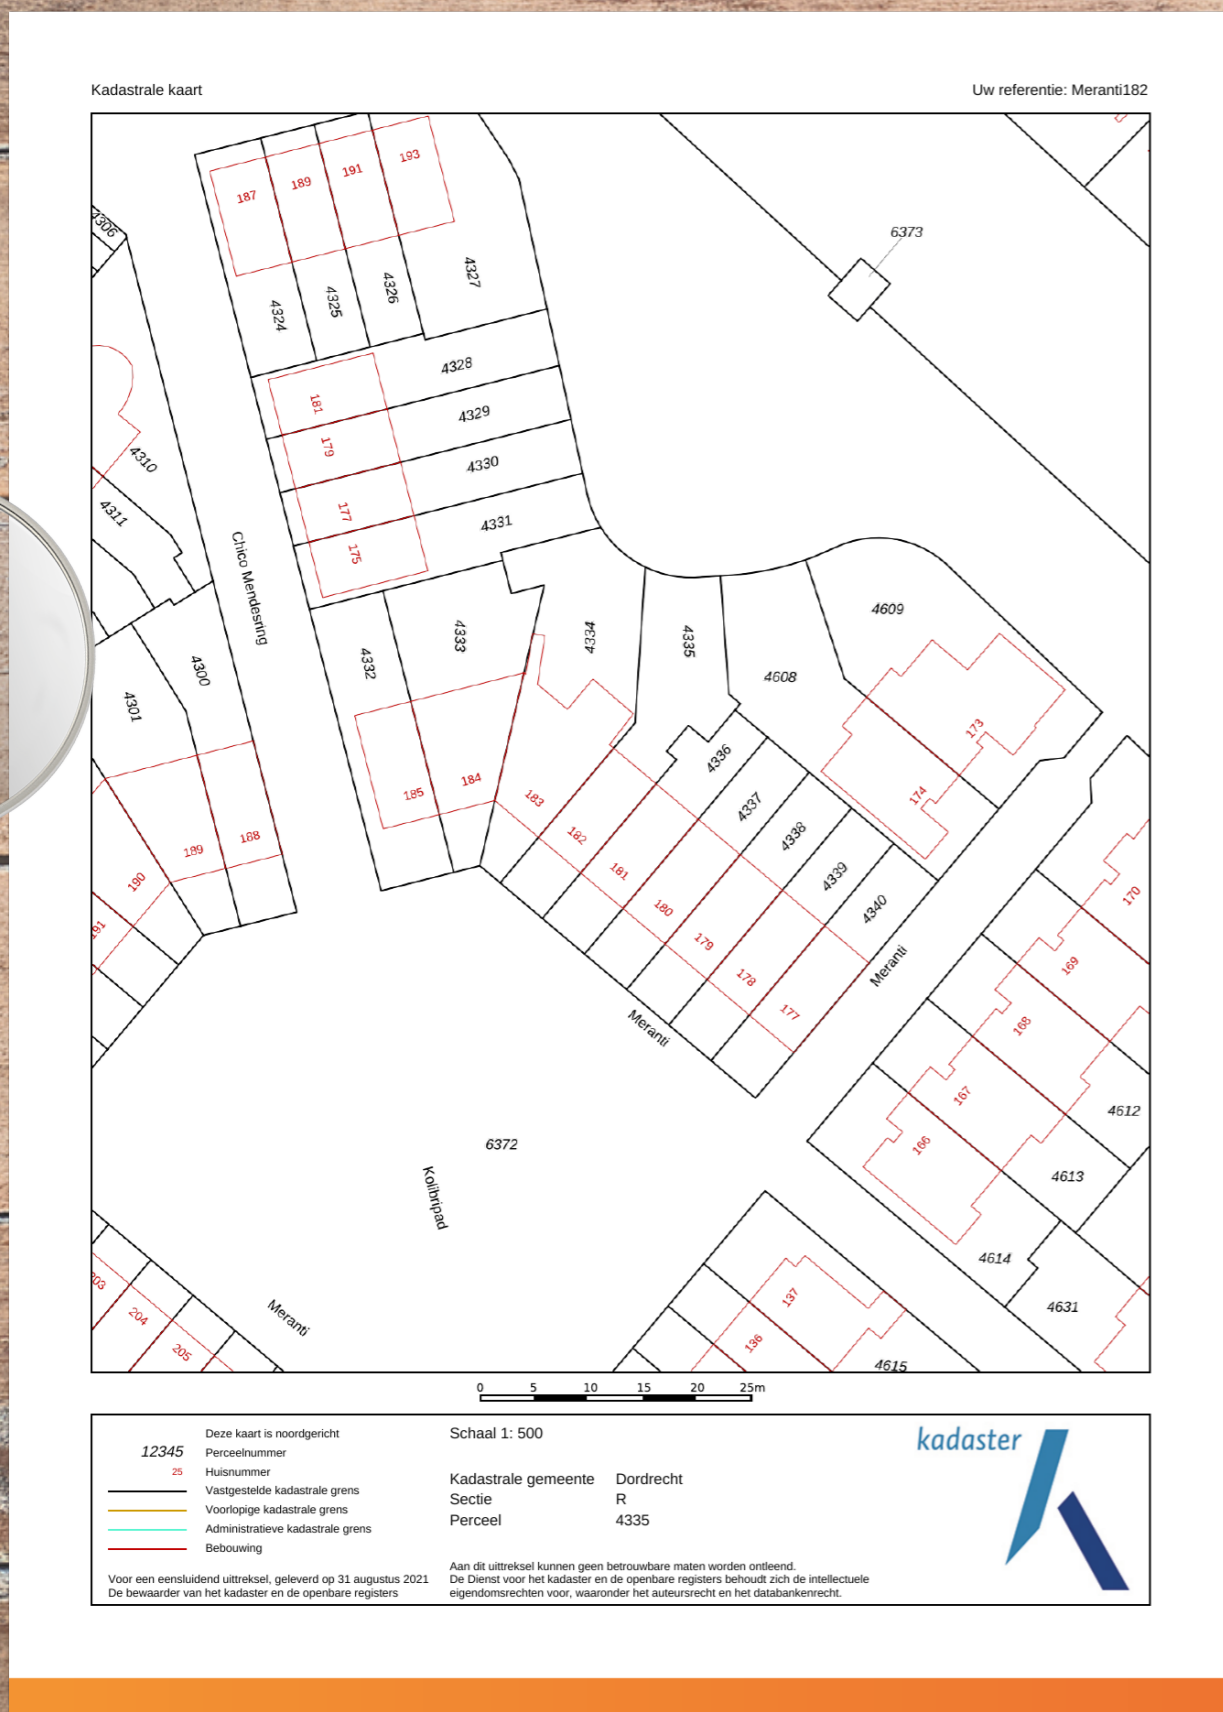 Kadastrale kaart
Uw referentie: Meranti182
187
189
191
193
4306
6373
4324
4325
4326
4327
4328
181
4329
179
4330
177
4331
175
4310
4311
Chico Mendesring
4300
4301
4332
4333
4334
4335
4608
4609
173
174
4336
4337
4338
4339
4340
185
184
183
182
181
180
179
178
177
189
188
190
191
Meranti
Meranti
170
169
168
167
166
4612
4613
4614
4631
6372
Kolibripad
203
204
205
Meranti
137
136
4615
0 5 10 15 20 25m
Deze kaart is noordgericht
12345 Perceelnummer
25 Huisnummer
Vastgestelde kadastrale grens
Voorlopige kadastrale grens
Administratieve kadastrale grens
Bebouwing
Voor een eensluidend uittreksel, geleverd op 31 augustus 2021
De bewaarder van het kadaster en de openbare registers
Schaal 1: 500
Kadastrale gemeente Dordrecht
Sectie R
Perceel 4335
Aan dit uittreksel kunnen geen betrouwbare maten worden ontleend.
De Dienst voor het kadaster en de openbare registers behoudt zich de intellectuele
eigendomsrechten voor, waaronder het auteursrecht en het databankenrecht.
kadaster